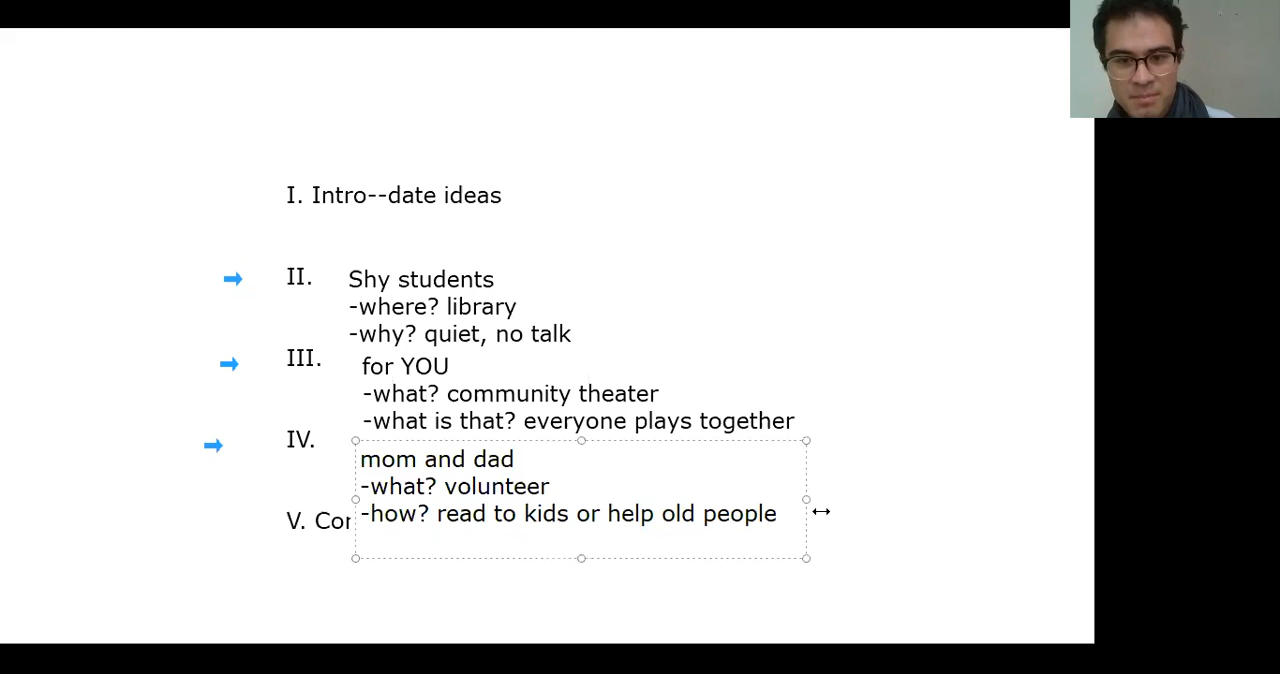 I. Intro--date ideas
II. Shy students
-where? library
-why? quiet, no talk
III. for YOU
-what? community theater
-what is that? everyone plays together
IV. mom and dad
-what? volunteer
-how? read to kids or help old people
V.